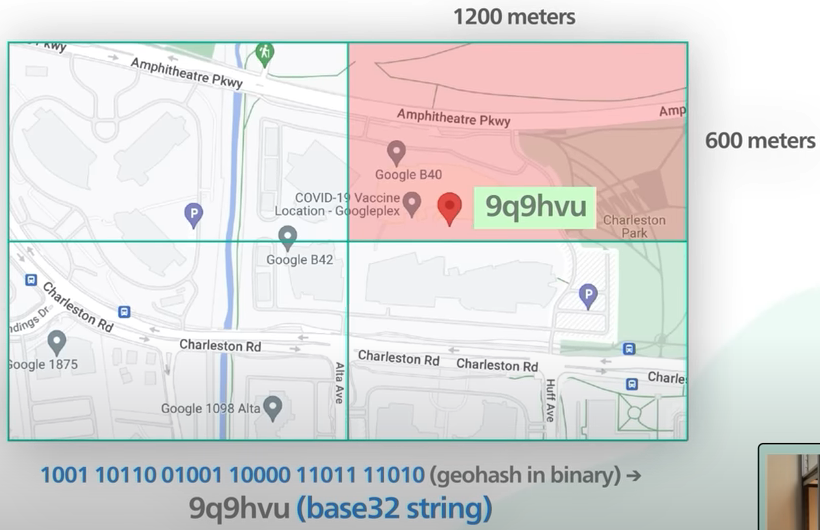 1200 meters
600 meters
Pkwy
Amphitheatre Pkwy
Amphitheatre Pkwy
Amp
Google B40
COVID-19 Vaccine
Location - Googleplex
9q9hvu
Charleston
Park
P
Google B42
P
Charleston Rd
ndings Dr.
Charleston Rd
Charleston Rd
Charleston Rd
Charle
Google 1875
Alta Ave
Huff Ave
Google 1098 Alta
1001 10110 01001 10000 11011 11010 (geohash in binary) →
9q9hvu (base32 string)